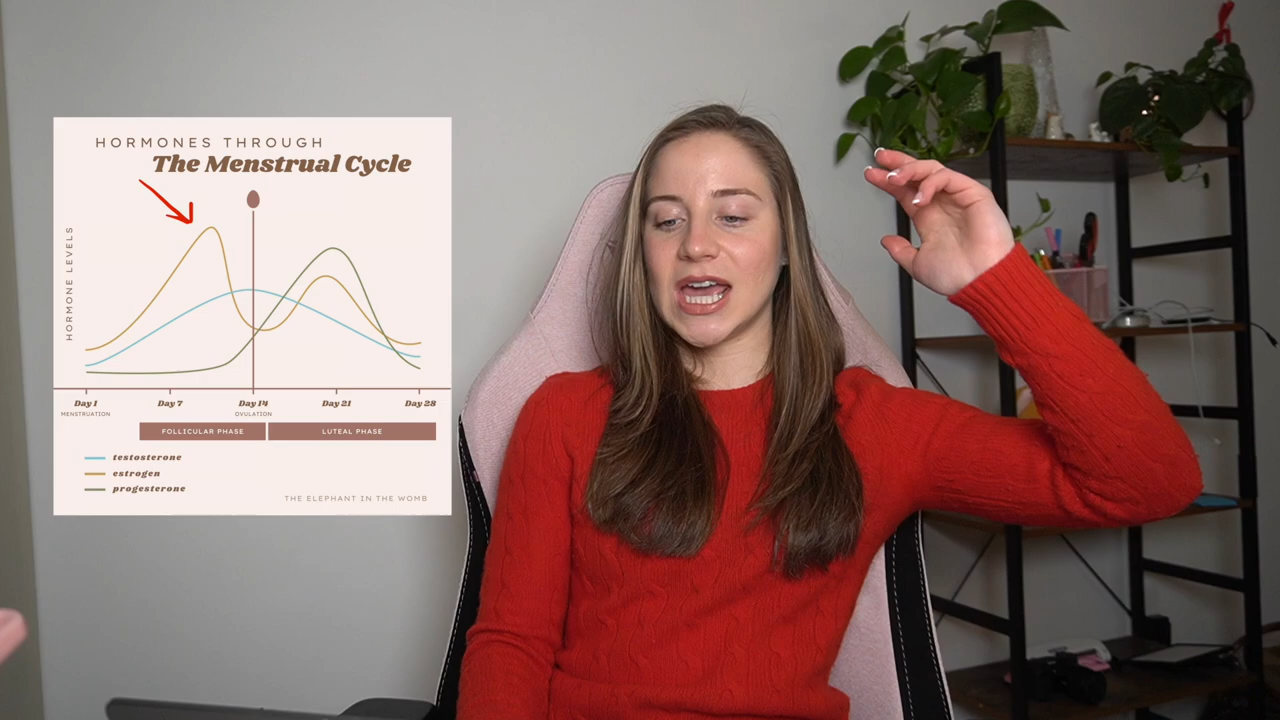 HORMONES THROUGH
The Menstrual Cycle
HORMONE LEVELS
Day 1
MENSTRUATION
Day 7
Day 14
OVULATION
Day 21
Day 28
FOLLICULAR PHASE
LUTEAL PHASE
testosterone
estrogen
progesterone
THE ELEPHANT IN THE WOMB